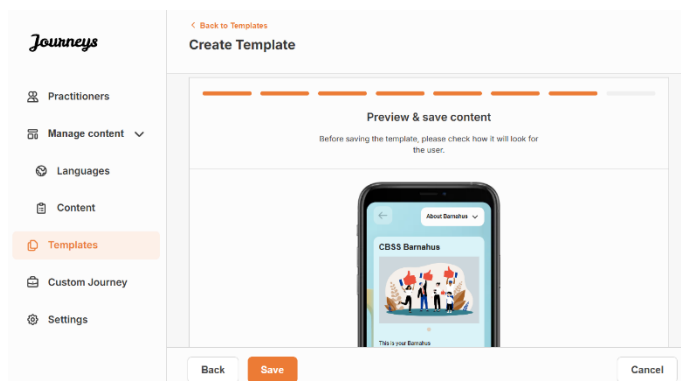 Journeys
Practitioners
Manage content
Languages
Content
Templates
Custom Journey
Settings
Back to Templates
Create Template
Preview & save content
Before saving the template, please check how it will look for
the user.
About Barnahus
CBSS Barnahus
This is your Barnahus
Back
Save
Cancel